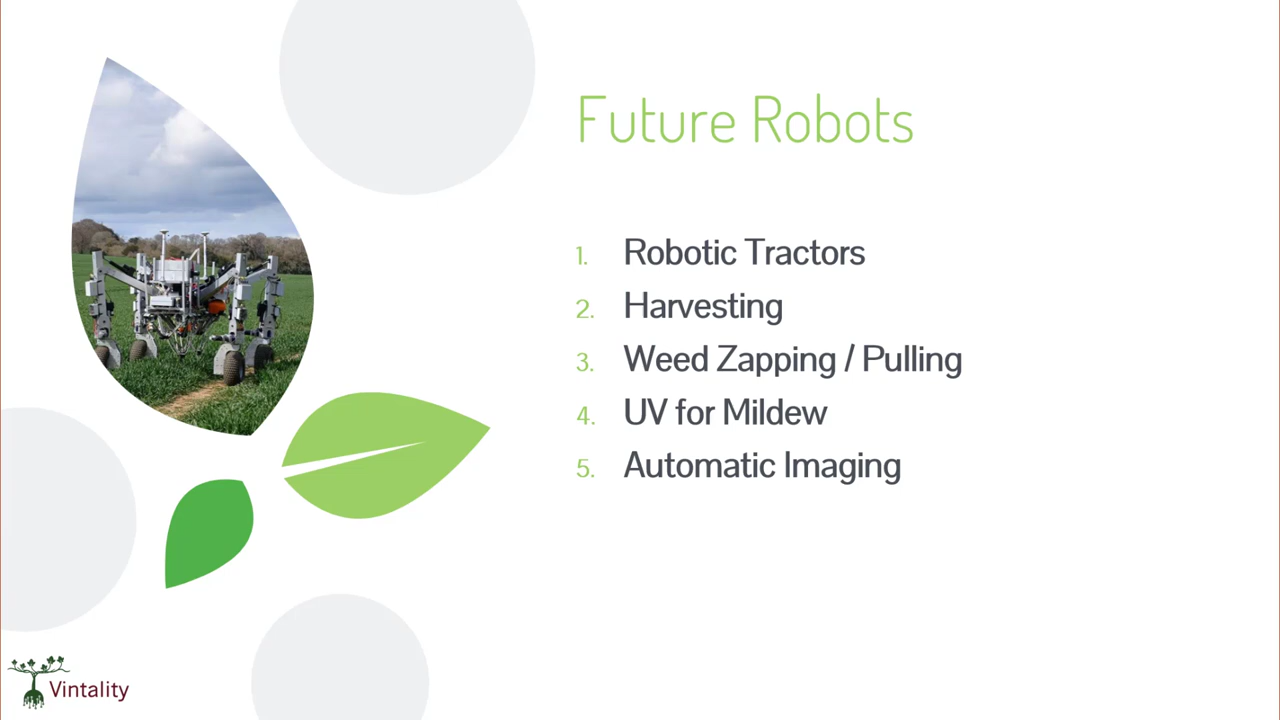 Future Robots
1. Robotic Tractors
2. Harvesting
3. Weed Zapping / Pulling
4. UV for Mildew
5. Automatic Imaging
Vintality